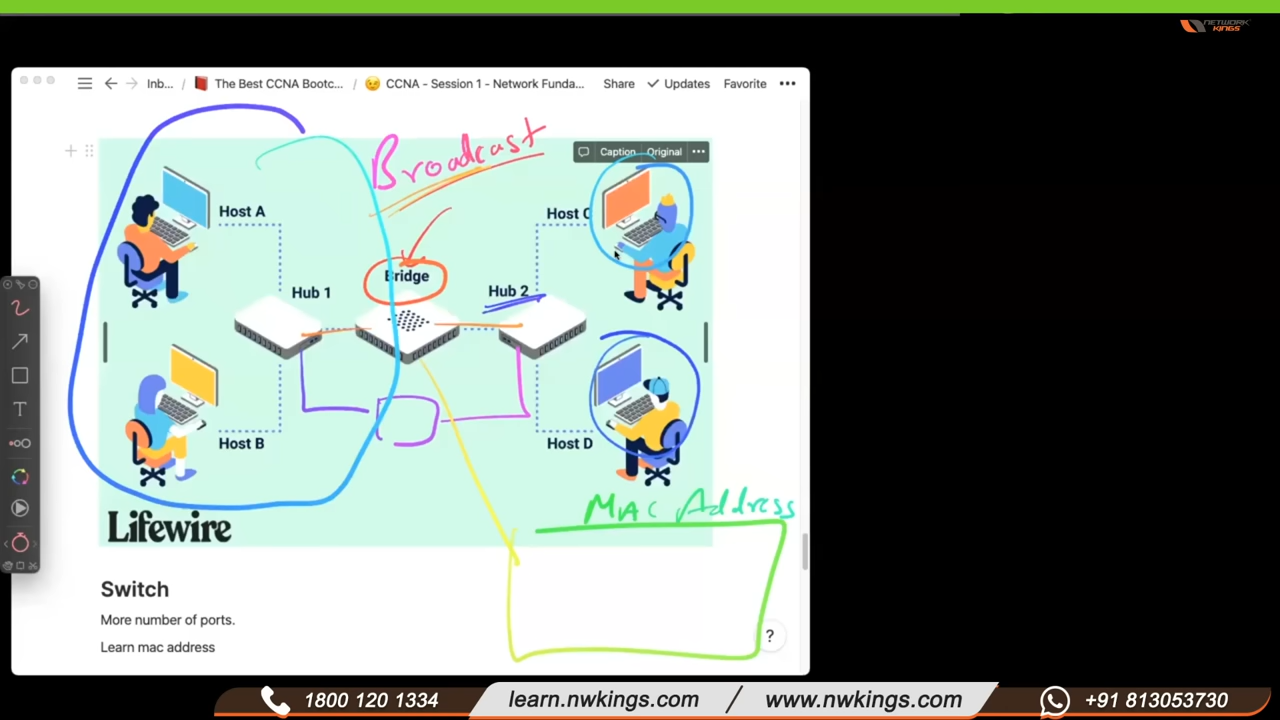 NETWORK
KINGS
Inb... / The Best CCNA Bootc... / CCNA - Session 1 - Network Funda... Share Updates Favorite •••
Broadcast
Caption Original •••
Host A
Host C
Bridge
Hub 1
Hub 2
Host B
Host D
MAC Address
Lifewire
Switch
More number of ports.
Learn mac address
?
T
1800 120 1334 learn.nwkings.com / www.nwkings.com +91 813053730